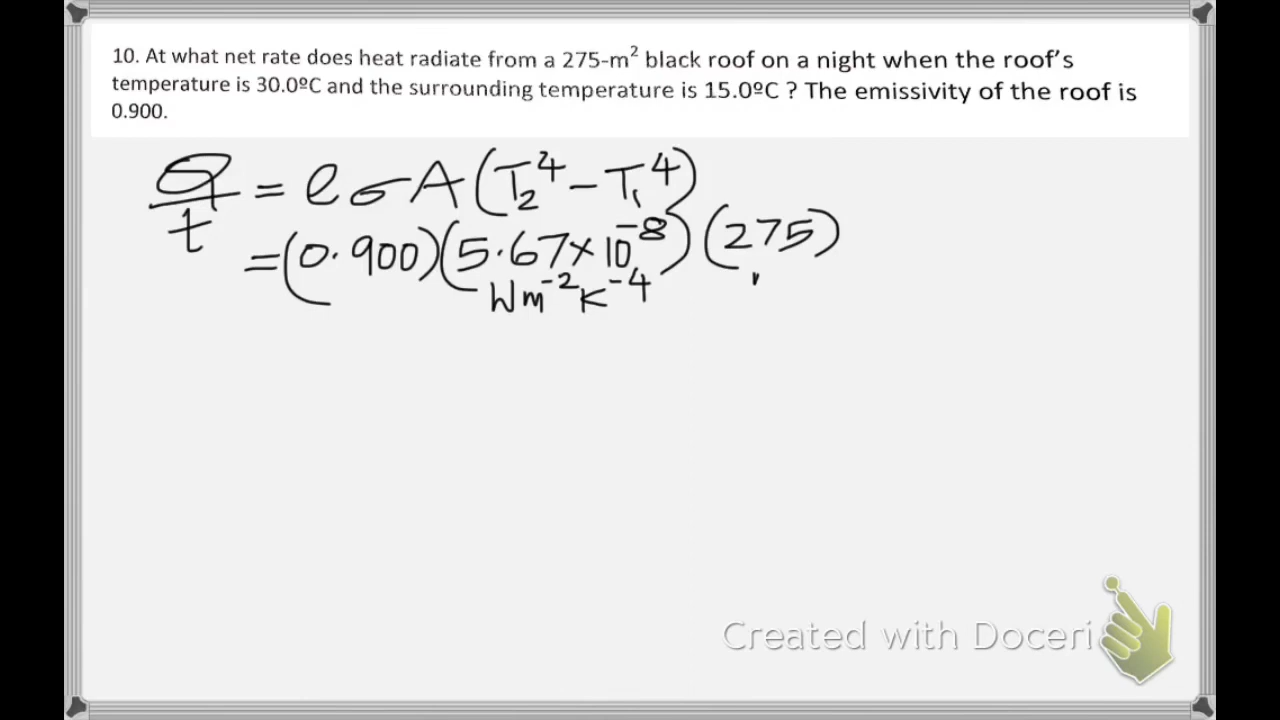 10. At what net rate does heat radiate from a 275-m² black roof on a night when the roof's
temperature is 30.0ºC and the surrounding temperature is 15.0ºC ? The emissivity of the roof is
0.900.
Q/t = eσA(T₂⁴ − T₁⁴)
=(0.900)(5.67×10⁻⁸)(275)
Wm⁻²K⁻⁴
Created with Doceri